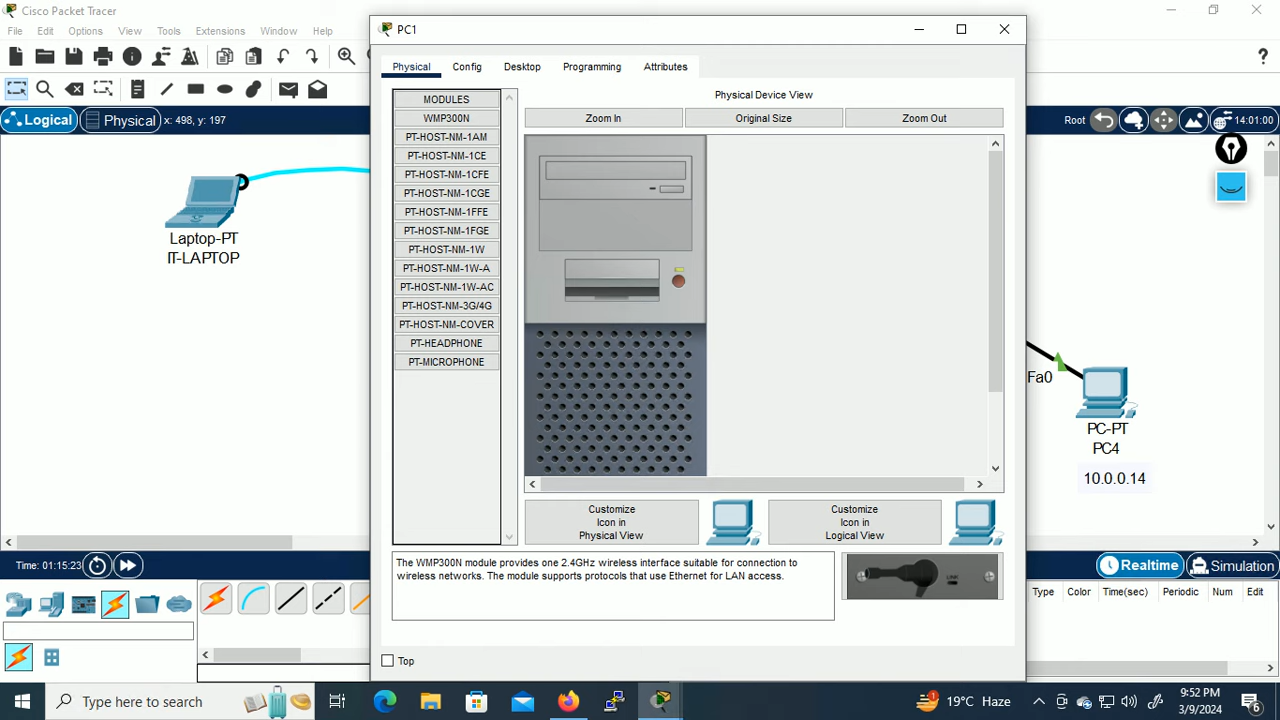 Cisco Packet Tracer
File Edit Options View Tools Extensions Window Help
Logical Physical x: 498, y: 197
Root 14:01:00
PC1
Physical Config Desktop Programming Attributes
MODULES
WMP300N
PT-HOST-NM-1AM
PT-HOST-NM-1CE
PT-HOST-NM-1CFE
PT-HOST-NM-1CGE
PT-HOST-NM-1FFE
PT-HOST-NM-1FGE
PT-HOST-NM-1W
PT-HOST-NM-1W-A
PT-HOST-NM-1W-AC
PT-HOST-NM-3G/4G
PT-HOST-NM-COVER
PT-HEADPHONE
PT-MICROPHONE
Physical Device View
Zoom In Original Size Zoom Out
Customize
Icon in
Physical View
Customize
Icon in
Logical View
The WMP300N module provides one 2.4GHz wireless interface suitable for connection to
wireless networks. The module supports protocols that use Ethernet for LAN access.
LINK
Top
Laptop-PT
IT-LAPTOP
Fa0
PC-PT
PC4
10.0.0.14
Time: 01:15:23
Realtime Simulation
Type Color Time(sec) Periodic Num Edit
Type here to search
19°C Haze
9:52 PM
3/9/2024
1
6